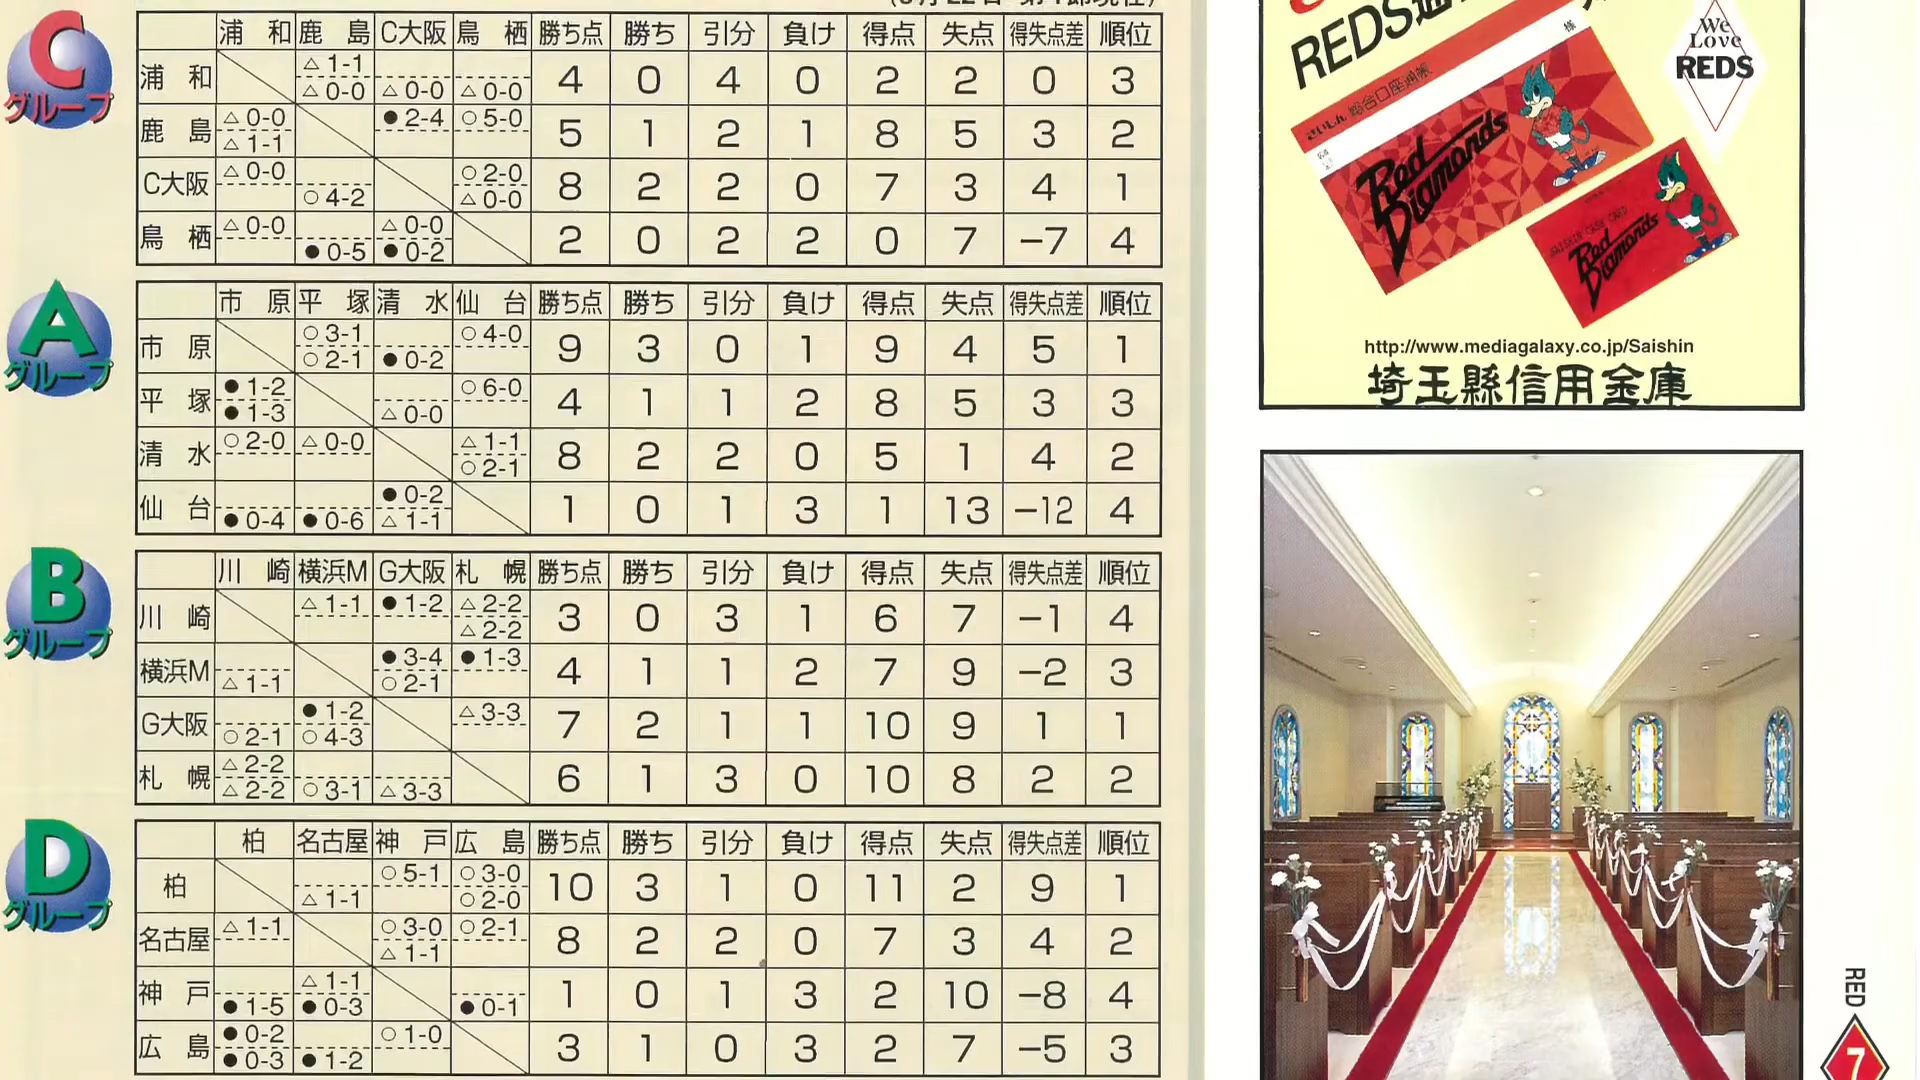 C
グループ
浦 和 鹿 島 C大阪 鳥 栖 勝ち点 勝ち 引分 負け 得点 失点 得失点差 順位
浦 和 △1-1 △0-0 △0-0 △0-0 4 0 4 0 2 2 0 3
鹿 島 △0-0 △1-1 ●2-4 ○5-0 5 1 2 1 8 5 3 2
C大阪 △0-0 ○4-2 ○2-0 △0-0 8 2 2 0 7 3 4 1
鳥 栖 △0-0 ●0-5 △0-0 ●0-2 2 0 2 2 0 7 −7 4
A
グループ
市 原 平 塚 清 水 仙 台 勝ち点 勝ち 引分 負け 得点 失点 得失点差 順位
市 原 ○3-1 ○2-1 ●0-2 ○4-0 9 3 0 1 9 4 5 1
平 塚 ●1-2 ●1-3 △0-0 ○6-0 4 1 1 2 8 5 3 3
清 水 ○2-0 △0-0 △1-1 ○2-1 8 2 2 0 5 1 4 2
仙 台 ●0-4 ●0-6 ●0-2 △1-1 1 0 1 3 1 13 −12 4
B
グループ
川 崎 横浜M G大阪 札 幌 勝ち点 勝ち 引分 負け 得点 失点 得失点差 順位
川 崎 △1-1 ●1-2 △2-2 △2-2 3 0 3 1 6 7 −1 4
横浜M △1-1 ●3-4 ○2-1 ●1-3 4 1 1 2 7 9 −2 3
G大阪 ○2-1 ●1-2 ○4-3 △3-3 7 2 1 1 10 9 1 1
札 幌 △2-2 △2-2 ○3-1 △3-3 6 1 3 0 10 8 2 2
D
グループ
柏 名古屋 神 戸 広 島 勝ち点 勝ち 引分 負け 得点 失点 得失点差 順位
柏 △1-1 ○5-1 ○3-0 ○2-0 10 3 1 0 11 2 9 1
名古屋 △1-1 ○3-0 △1-1 ○2-1 8 2 2 0 7 3 4 2
神 戸 ●1-5 △1-1 ●0-3 ●0-1 1 0 1 3 2 10 −8 4
広 島 ●0-2 ●0-3 ●1-2 ○1-0 3 1 0 3 2 7 −5 3
REDS
We
Love
REDS
様
さいしん 総合口座通帳
Red
Diamonds
SAISHIN CASH CARD
Red
Diamonds
http://www.mediagalaxy.co.jp/Saishin
埼玉縣信用金庫
RED
7